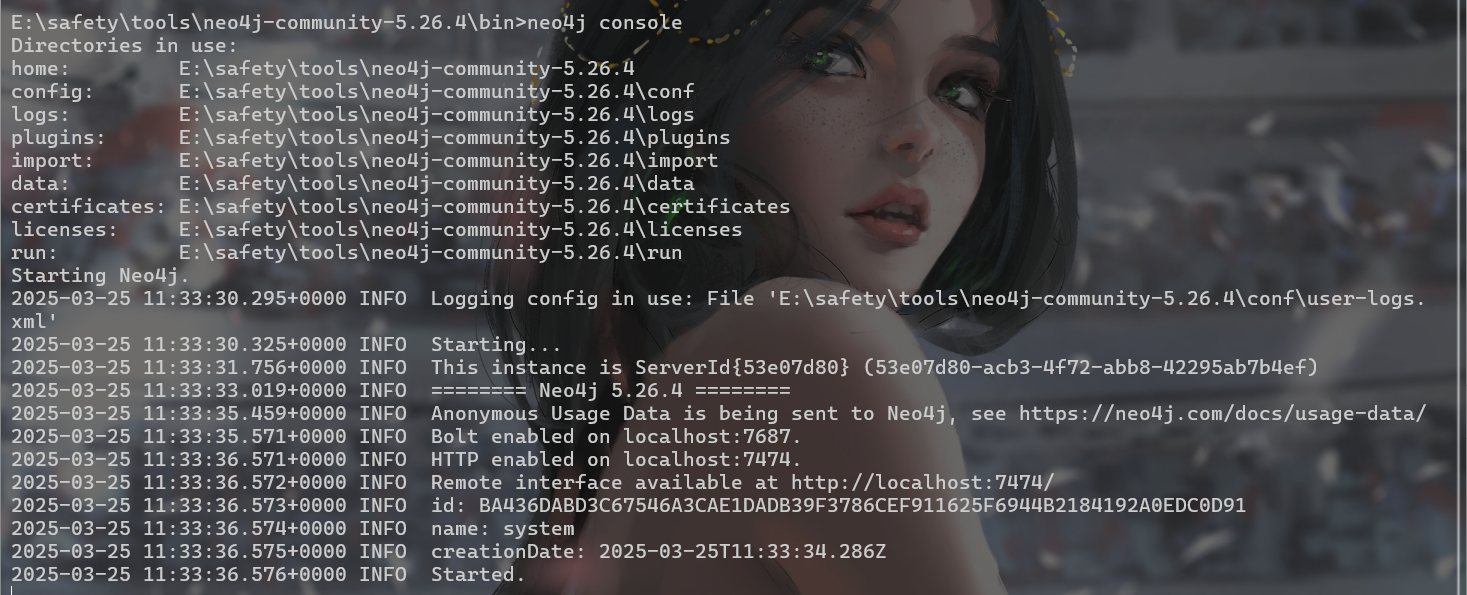 E:\safety\tools\neo4j-community-5.26.4\bin>neo4j console
Directories in use:
home:         E:\safety\tools\neo4j-community-5.26.4
config:       E:\safety\tools\neo4j-community-5.26.4\conf
logs:         E:\safety\tools\neo4j-community-5.26.4\logs
plugins:      E:\safety\tools\neo4j-community-5.26.4\plugins
import:       E:\safety\tools\neo4j-community-5.26.4\import
data:         E:\safety\tools\neo4j-community-5.26.4\data
certificates: E:\safety\tools\neo4j-community-5.26.4\certificates
licenses:     E:\safety\tools\neo4j-community-5.26.4\licenses
run:          E:\safety\tools\neo4j-community-5.26.4\run
Starting Neo4j.
2025-03-25 11:33:30.295+0000 INFO  Logging config in use: File 'E:\safety\tools\neo4j-community-5.26.4\conf\user-logs.
xml'
2025-03-25 11:33:30.325+0000 INFO  Starting...
2025-03-25 11:33:31.756+0000 INFO  This instance is ServerId{53e07d80} (53e07d80-acb3-4f72-abb8-42295ab7b4ef)
2025-03-25 11:33:33.019+0000 INFO  ======== Neo4j 5.26.4 ========
2025-03-25 11:33:35.459+0000 INFO  Anonymous Usage Data is being sent to Neo4j, see https://neo4j.com/docs/usage-data/
2025-03-25 11:33:35.571+0000 INFO  Bolt enabled on localhost:7687.
2025-03-25 11:33:36.571+0000 INFO  HTTP enabled on localhost:7474.
2025-03-25 11:33:36.572+0000 INFO  Remote interface available at http://localhost:7474/
2025-03-25 11:33:36.573+0000 INFO  id: BA436DABD3C67546A3CAE1DADB39F3786CEF911625F6944B2184192A0EDC0D91
2025-03-25 11:33:36.574+0000 INFO  name: system
2025-03-25 11:33:36.575+0000 INFO  creationDate: 2025-03-25T11:33:34.286Z
2025-03-25 11:33:36.576+0000 INFO  Started.